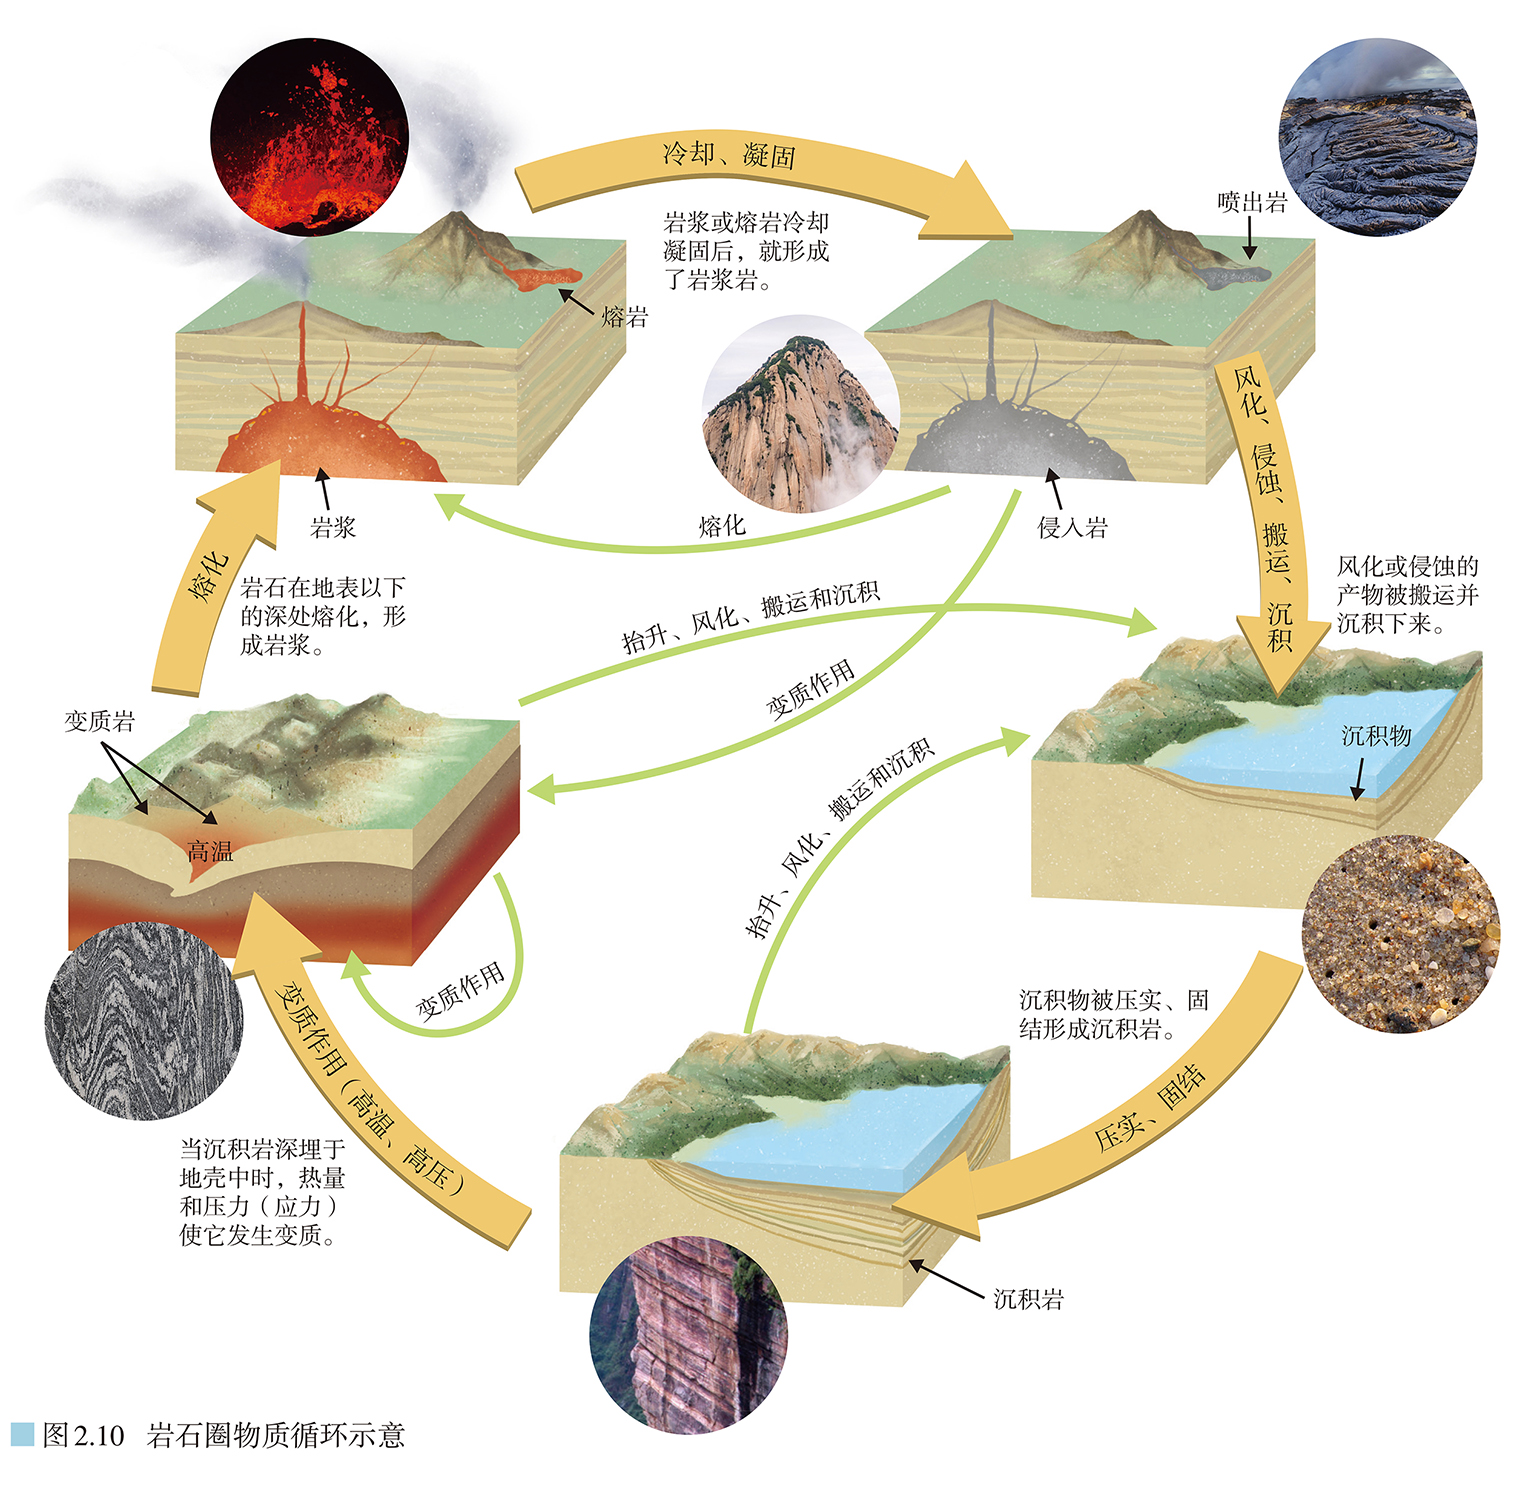 冷却、凝固
岩浆或熔岩冷却
凝固后，就形成
了岩浆岩。
喷出岩
熔岩
风化、侵蚀、搬运、沉积
岩浆
熔化
侵入岩
熔化
岩石在地表以下
的深处熔化，形
成岩浆。
风化或侵蚀的
产物被搬运并
沉积下来。
抬升、风化、搬运和沉积
变质作用
变质岩
高温
沉积物
抬升、风化、搬运和沉积
变质作用
变质作用（高温、高压）
沉积物被压实、固
结形成沉积岩。
压实、固结
当沉积岩深埋于
地壳中时，热量
和压力（应力）
使它发生变质。
沉积岩
图2.10 岩石圈物质循环示意